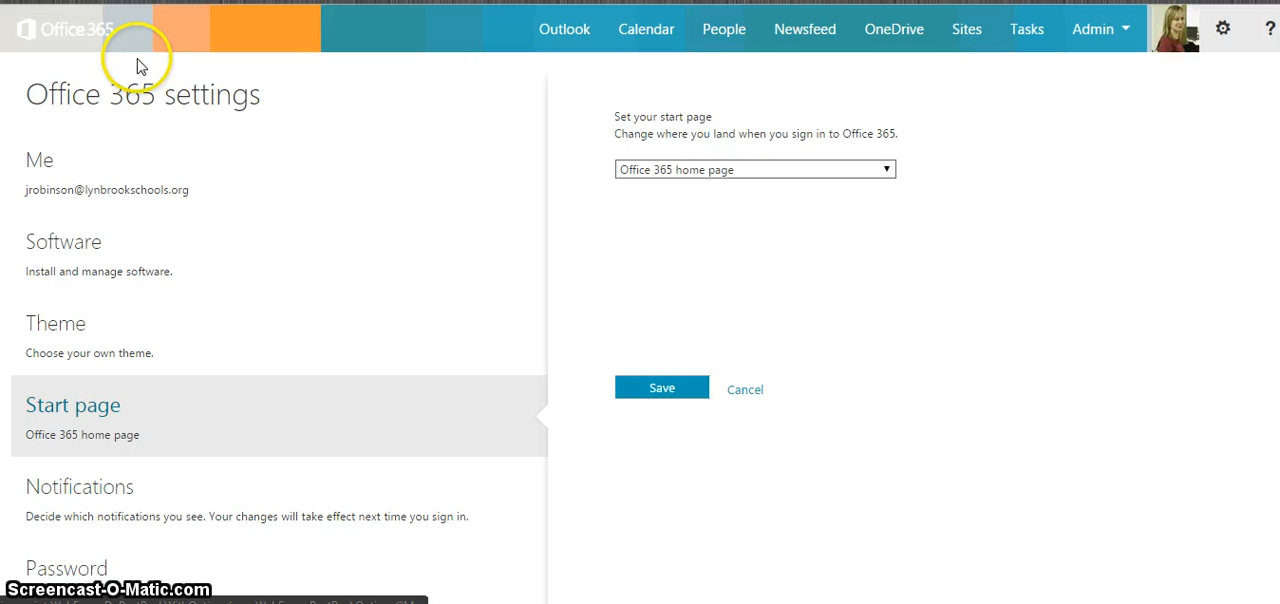 Office 365
Outlook
Calendar
People
Newsfeed
OneDrive
Sites
Tasks
Admin
?
Office 365 settings
Me
jrobinson@lynbrookschools.org
Software
Install and manage software.
Theme
Choose your own theme.
Start page
Office 365 home page
Notifications
Decide which notifications you see. Your changes will take effect next time you sign in.
Password
Set your start page
Change where you land when you sign in to Office 365.
Office 365 home page
Save
Cancel
Screencast-O-Matic.com